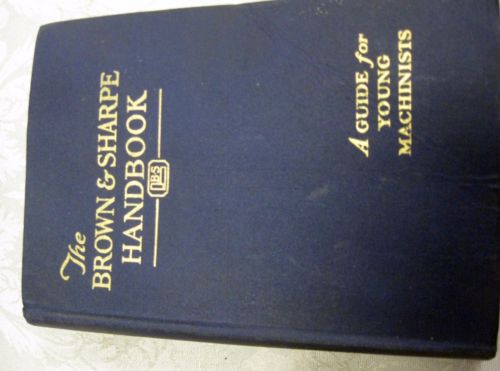 The
BROWN & SHARPE
HANDBOOK
B·S
A GUIDE for
YOUNG
MACHINISTS